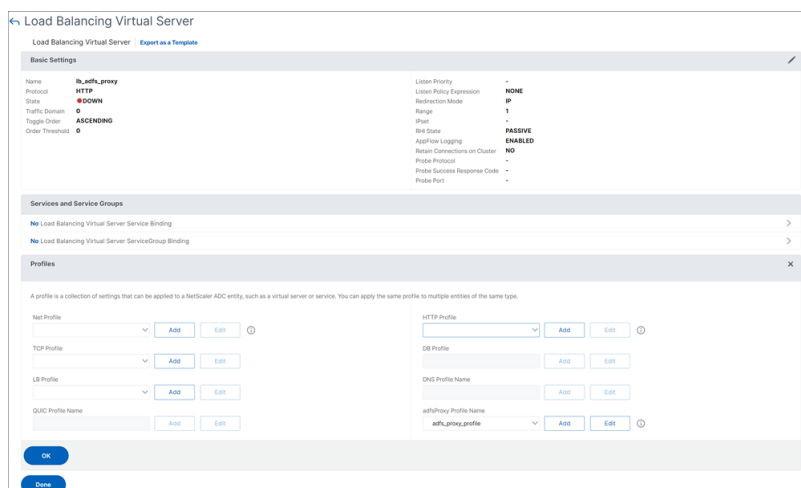 Load Balancing Virtual Server
Load Balancing Virtual Server | Export as a Template
Basic Settings
Name lb_adfs_proxy
Protocol HTTP
State DOWN
Traffic Domain 0
Toggle Order ASCENDING
Order Threshold 0
Listen Priority -
Listen Policy Expression NONE
Redirection Mode IP
Range 1
IPset -
RHI State PASSIVE
AppFlow Logging ENABLED
Retain Connections on Cluster NO
Probe Protocol -
Probe Success Response Code -
Probe Port -
Services and Service Groups
No Load Balancing Virtual Server Service Binding
No Load Balancing Virtual Server ServiceGroup Binding
Profiles
A profile is a collection of settings that can be applied to a NetScaler ADC entity, such as a virtual server or service. You can apply the same profile to multiple entities of the same type.
Net Profile
Add Edit
TCP Profile
Add Edit
LB Profile
Add Edit
QUIC Profile Name
Add Edit
HTTP Profile
Add Edit
DB Profile
Add Edit
DNS Profile Name
Add Edit
adfsProxy Profile Name
adfs_proxy_profile Add Edit
OK
Done